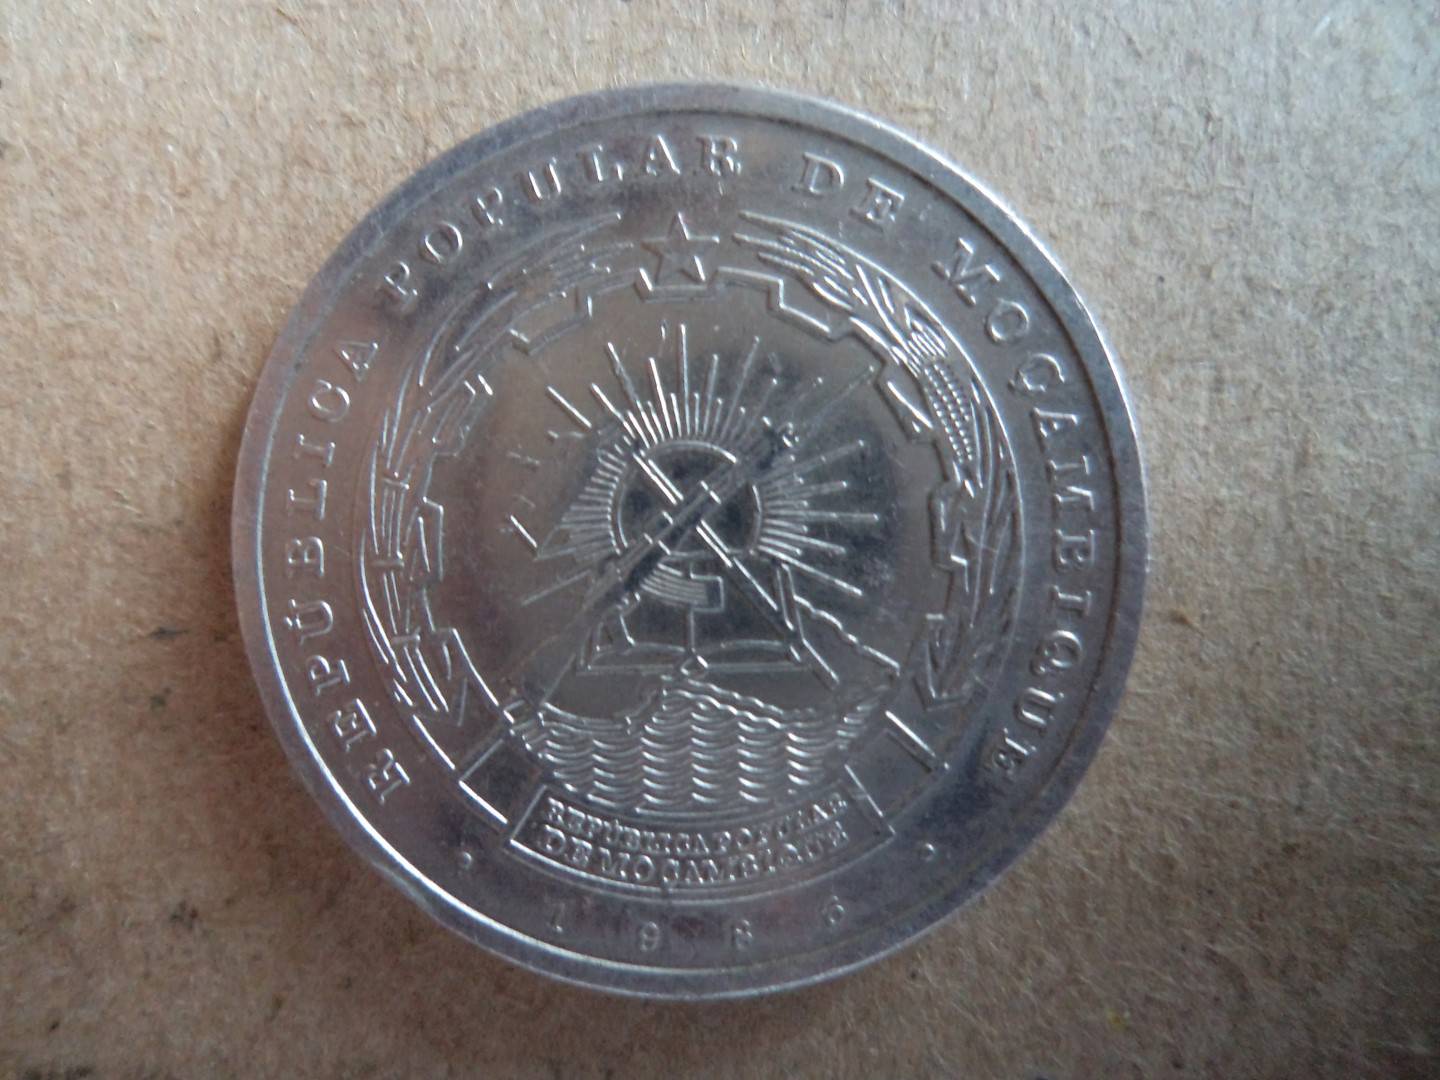 REPÚBLICA POPULAR DE MOÇAMBIQUE
REPÚBLICA POPULAR
DE MOÇAMBIQUE
1986